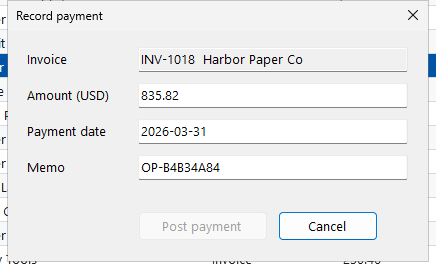 Record payment
Invoice INV-1018 Harbor Paper Co
Amount (USD) 835.82
Payment date 2026-03-31
Memo OP-B4B34A84
Post payment Cancel